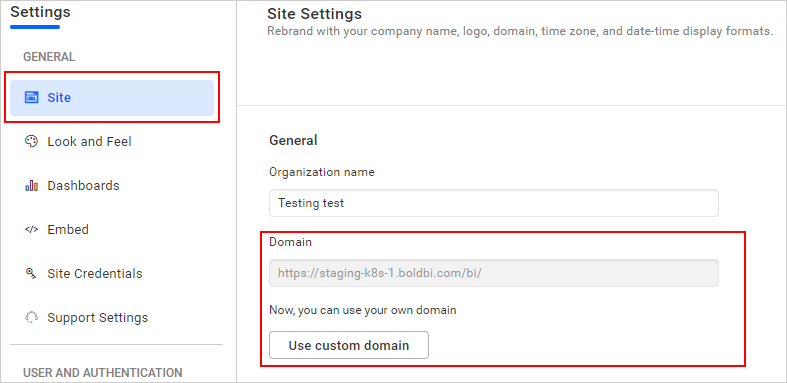 Settings
GENERAL
Site
Look and Feel
Dashboards
Embed
Site Credentials
Support Settings
USER AND AUTHENTICATION
Site Settings
Rebrand with your company name, logo, domain, time zone, and date-time display formats.
General
Organization name
Testing test
Domain
https://staging-k8s-1.boldbi.com/bi/
Now, you can use your own domain
Use custom domain